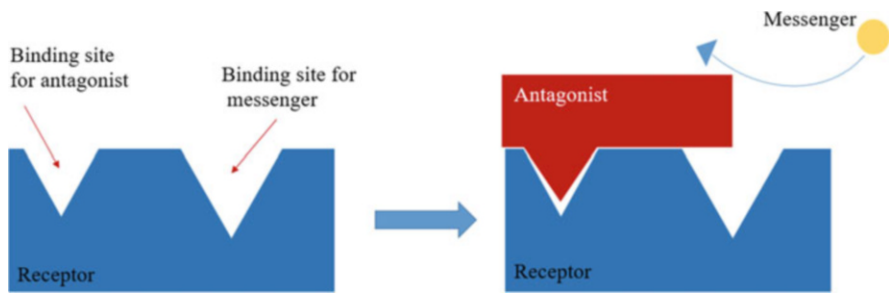 Binding site
for antagonist
Binding site for
messenger
Receptor
Messenger
Antagonist
Receptor